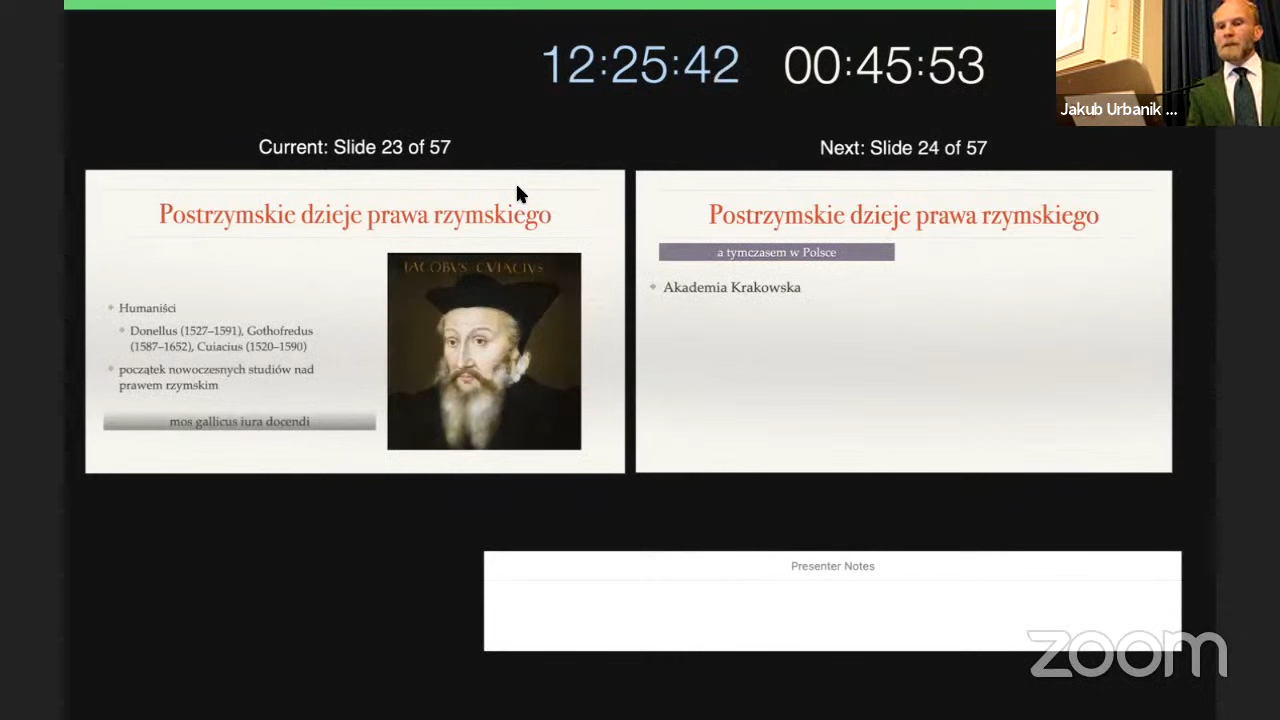 12:25:42 00:45:53
Jakub Urbanik ...
Current: Slide 23 of 57
Next: Slide 24 of 57
Postrzymskie dzieje prawa rzymskiego
IACOBVS CVIACIVS
Humaniści
Donellus (1527–1591), Gothofredus
(1587–1652), Cuiacius (1520–1590)
początek nowoczesnych studiów nad
prawem rzymskim
mos gallicus iura docendi
Postrzymskie dzieje prawa rzymskiego
a tymczasem w Polsce
Akademia Krakowska
Presenter Notes
zoom